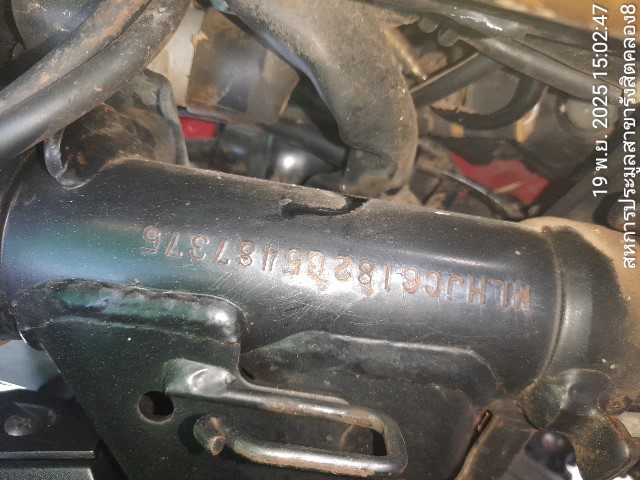 MLHJC6182G5487375
19 พ.ย. 2025 15:02:47
สหการประมูลสาขารังสิตคลอง8